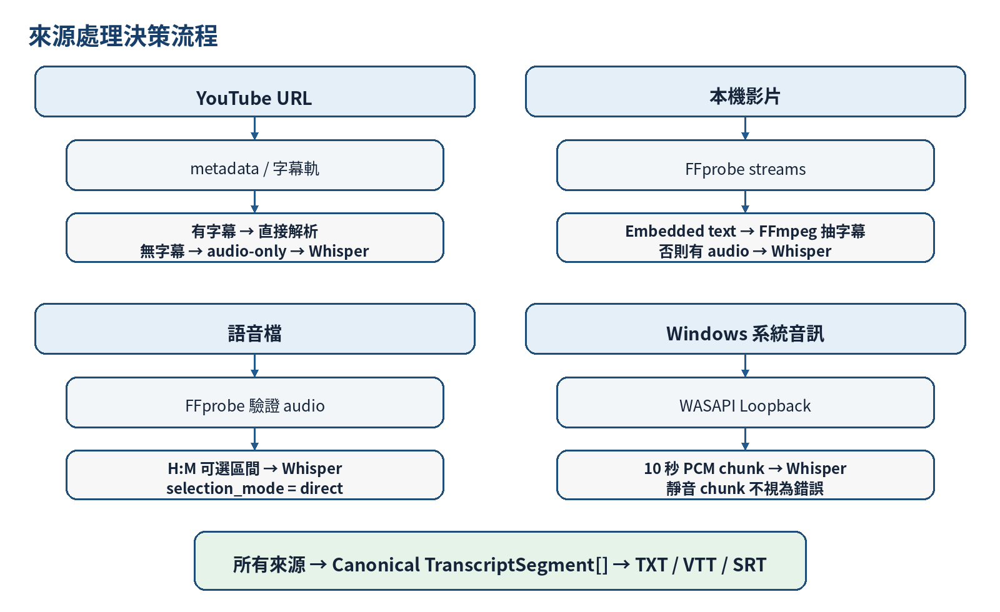 來源處理決策流程
YouTube URL
metadata / 字幕軌
有字幕 → 直接解析
無字幕 → audio-only → Whisper
本機影片
FFprobe streams
Embedded text → FFmpeg 抽字幕
否則有 audio → Whisper
語音檔
FFprobe 驗證 audio
H:M 可選區間 → Whisper
selection_mode = direct
Windows 系統音訊
WASAPI Loopback
10 秒 PCM chunk → Whisper
靜音 chunk 不視為錯誤
所有來源 → Canonical TranscriptSegment[] → TXT / VTT / SRT